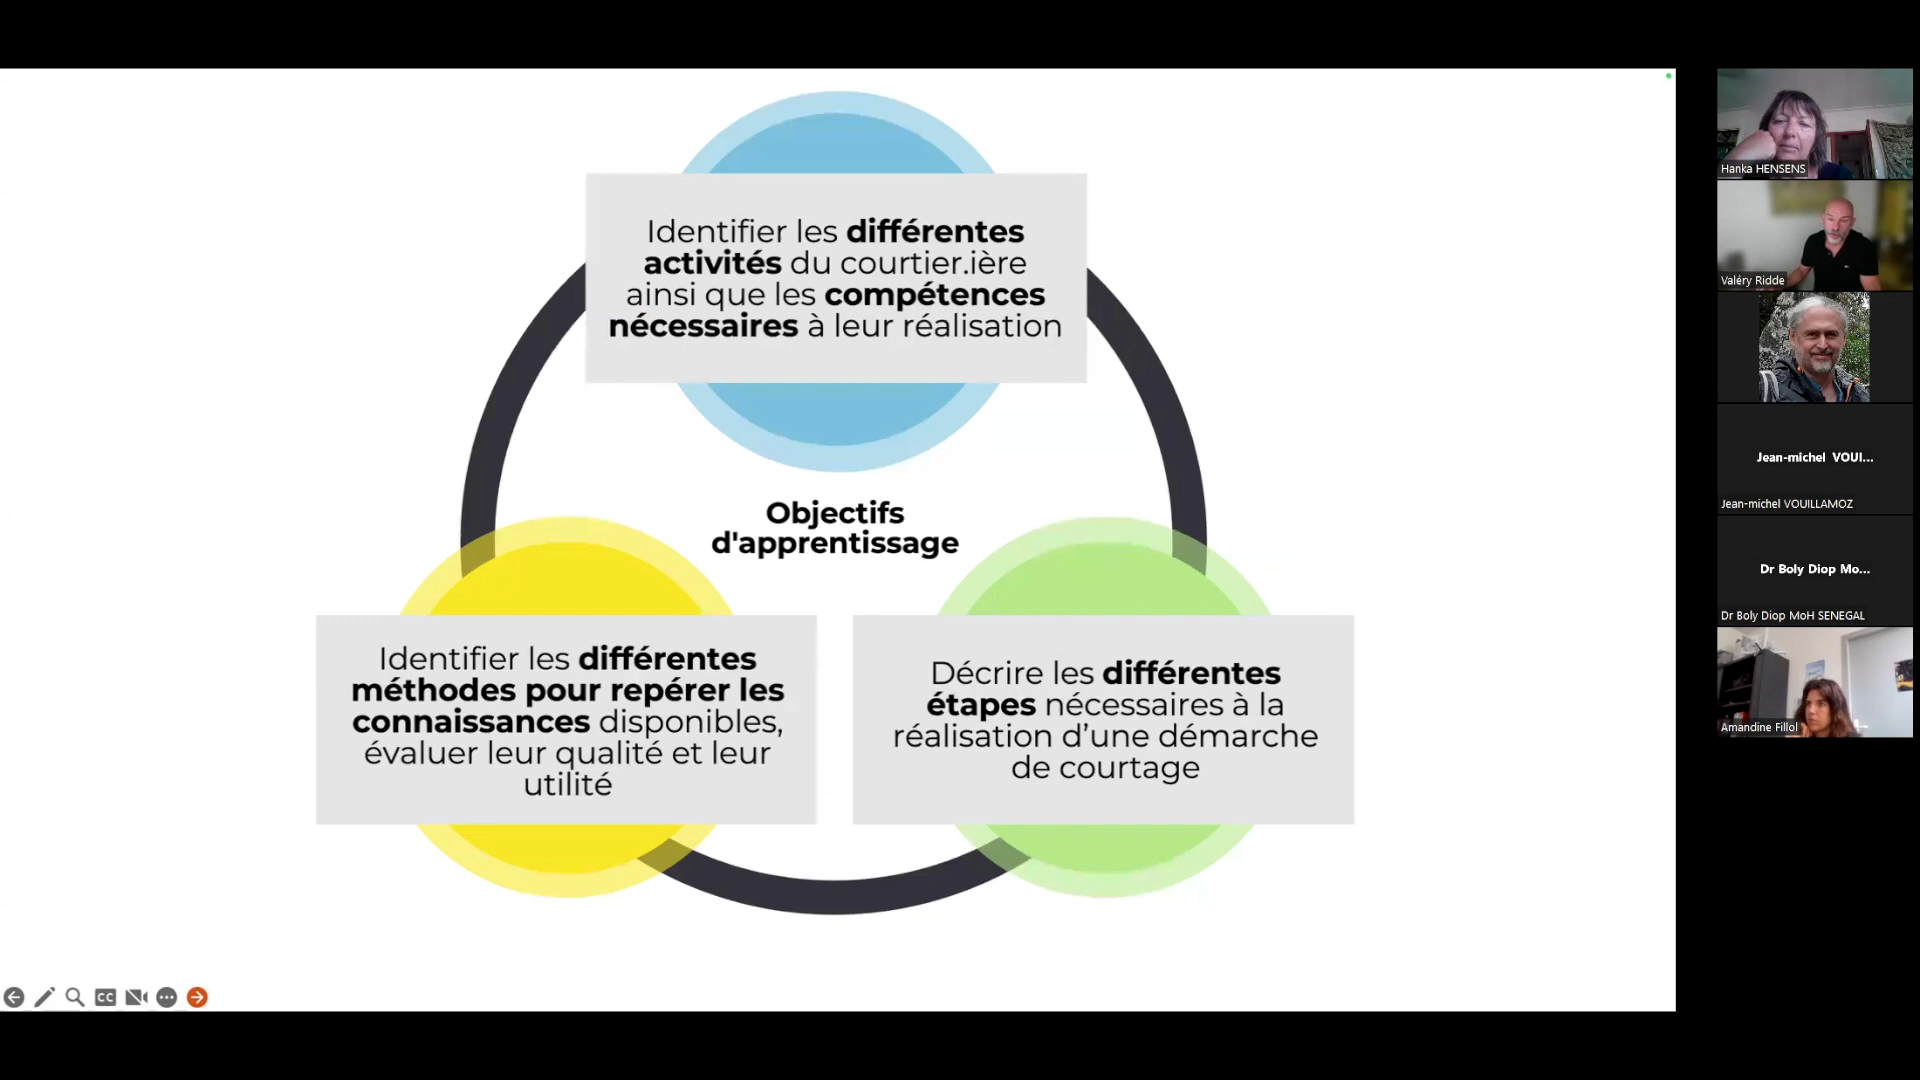 Identifier les différentes
activités du courtier.ière
ainsi que les compétences
nécessaires à leur réalisation
Objectifs
d'apprentissage
Identifier les différentes
méthodes pour repérer les
connaissances disponibles,
évaluer leur qualité et leur
utilité
Décrire les différentes
étapes nécessaires à la
réalisation d’une démarche
de courtage
CC
Hanka HENSENS
Valéry Ridde
Jean-michel VOUI...
Jean-michel VOUILLAMOZ
Dr Boly Diop Mo...
Dr Boly Diop MoH SENEGAL
Amandine Fillol